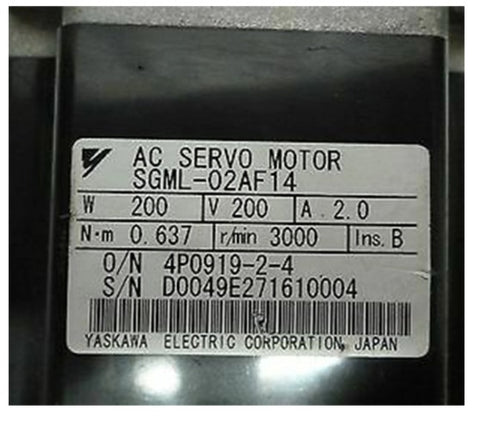 AC SERVO MOTOR
SGML-02AF14
W 200 V 200 A 2.0
N·m 0.637 r/min 3000 Ins. B
O/N 4P0919-2-4
S/N D0049E271610004
YASKAWA ELECTRIC CORPORATION, JAPAN